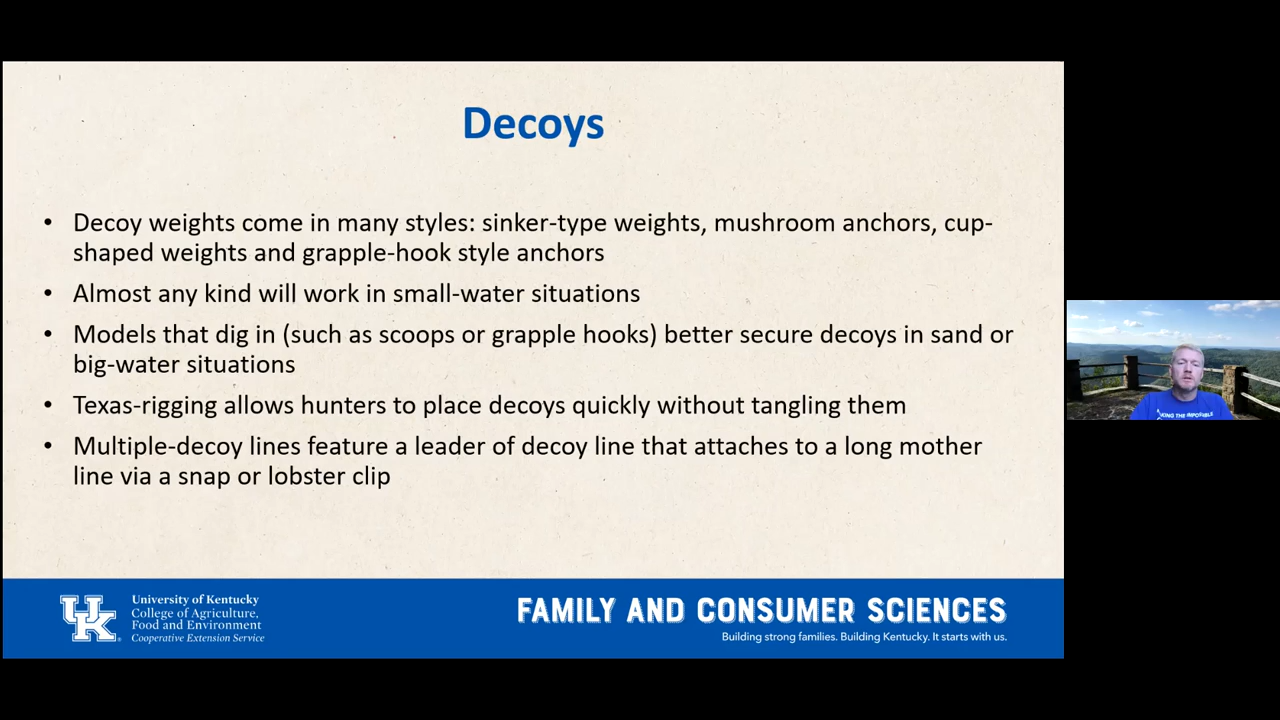 Decoys
• Decoy weights come in many styles: sinker-type weights, mushroom anchors, cup-
shaped weights and grapple-hook style anchors
• Almost any kind will work in small-water situations
• Models that dig in (such as scoops or grapple hooks) better secure decoys in sand or
big-water situations
• Texas-rigging allows hunters to place decoys quickly without tangling them
• Multiple-decoy lines feature a leader of decoy line that attaches to a long mother
line via a snap or lobster clip
UK
University of Kentucky
College of Agriculture,
Food and Environment
Cooperative Extension Service
FAMILY AND CONSUMER SCIENCES
Building strong families. Building Kentucky. It starts with us.
THE IMPOSSIBLE